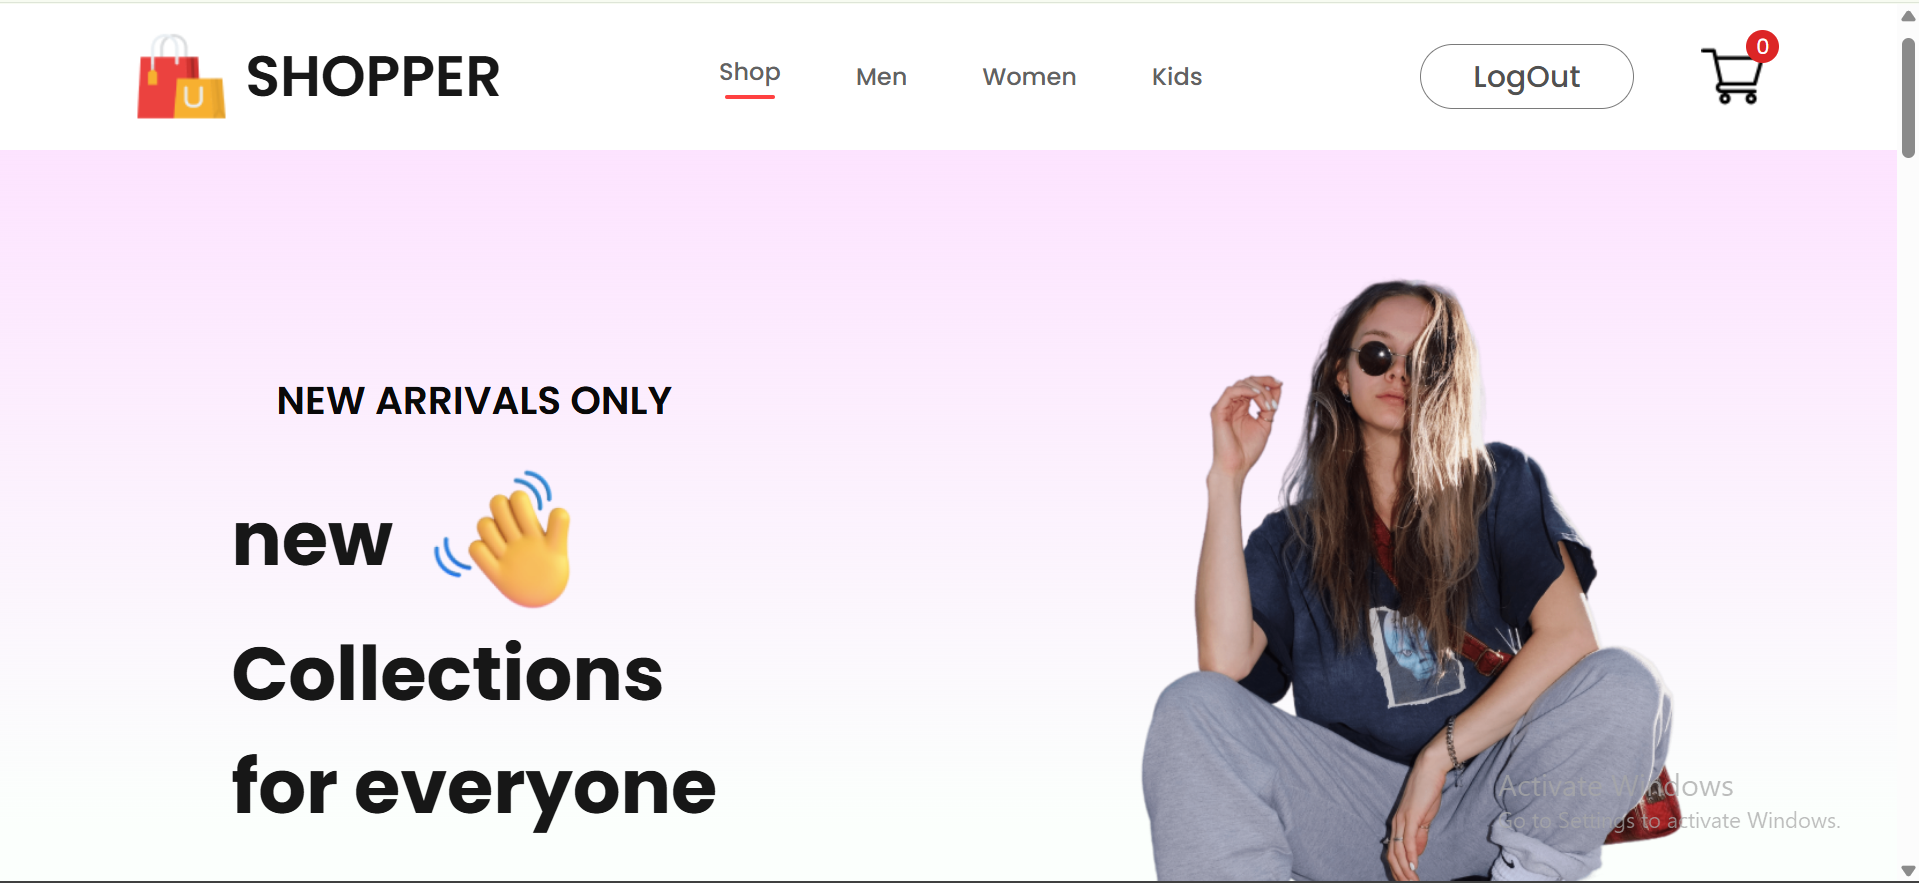 SHOPPER
Shop
Men
Women
Kids
LogOut
0
NEW ARRIVALS ONLY
new
Collections
for everyone
Activate Windows
Go to Settings to activate Windows.